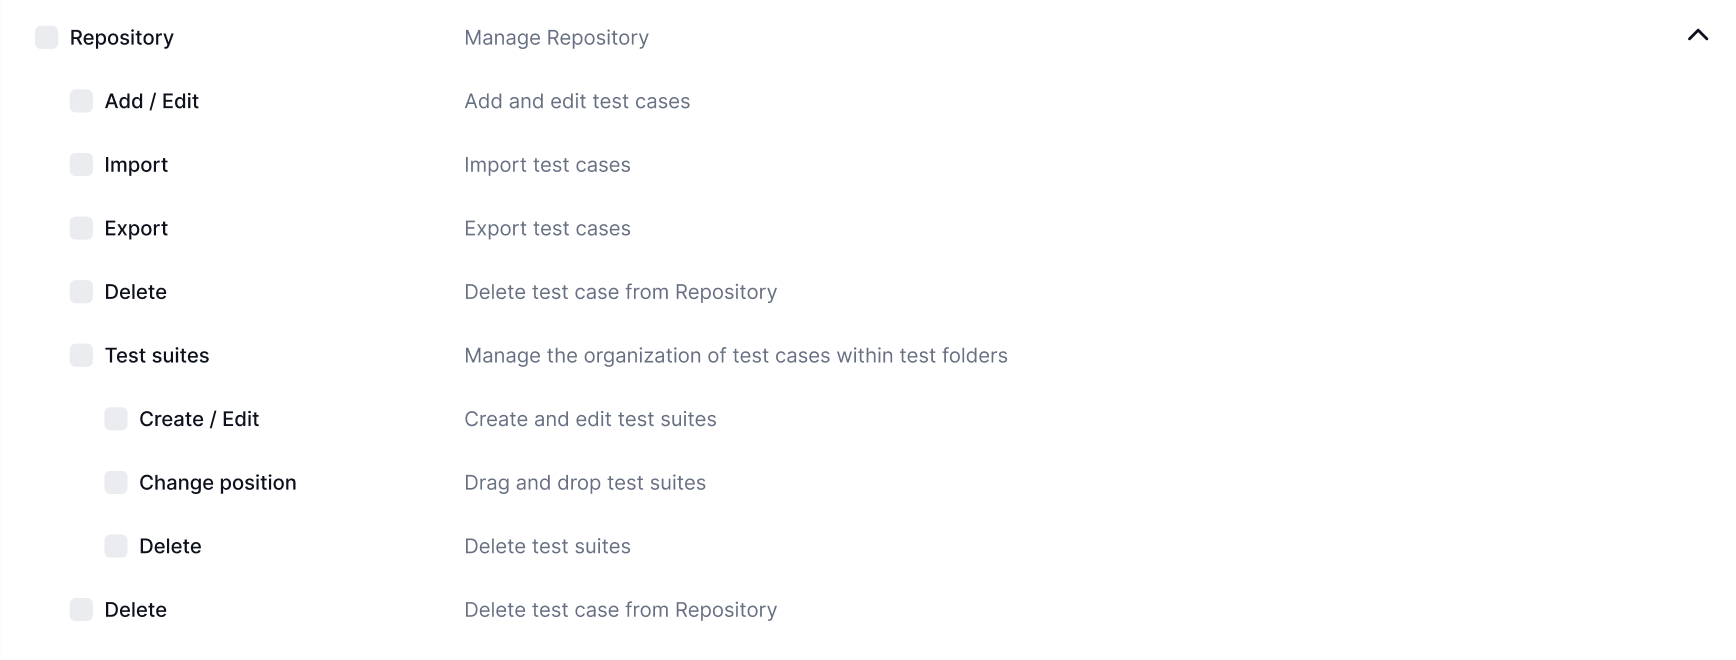 Repository Manage Repository
Add / Edit Add and edit test cases
Import Import test cases
Export Export test cases
Delete Delete test case from Repository
Test suites Manage the organization of test cases within test folders
Create / Edit Create and edit test suites
Change position Drag and drop test suites
Delete Delete test suites
Delete Delete test case from Repository